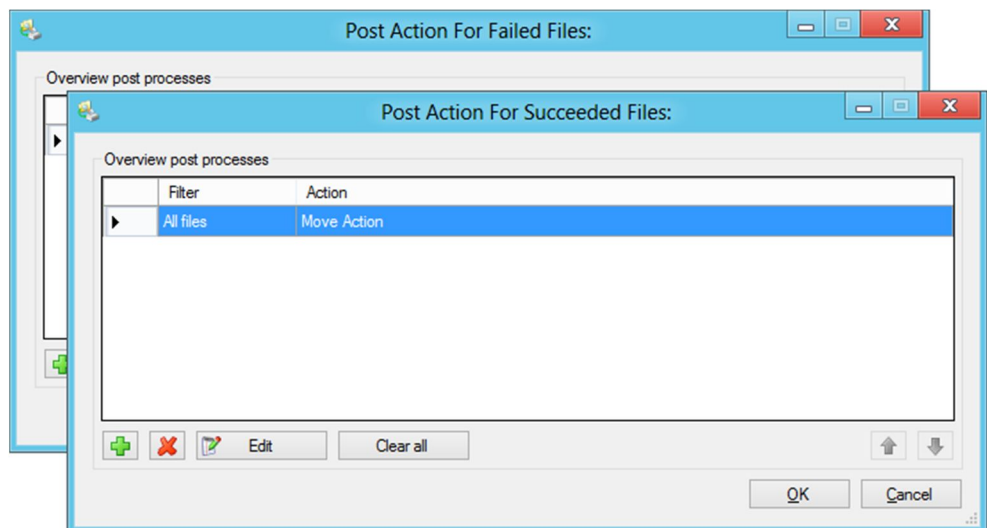 Post Action For Failed Files:
Overview post processes
Post Action For Succeeded Files:
Overview post processes
Filter Action
All files Move Action
Edit Clear all
OK Cancel